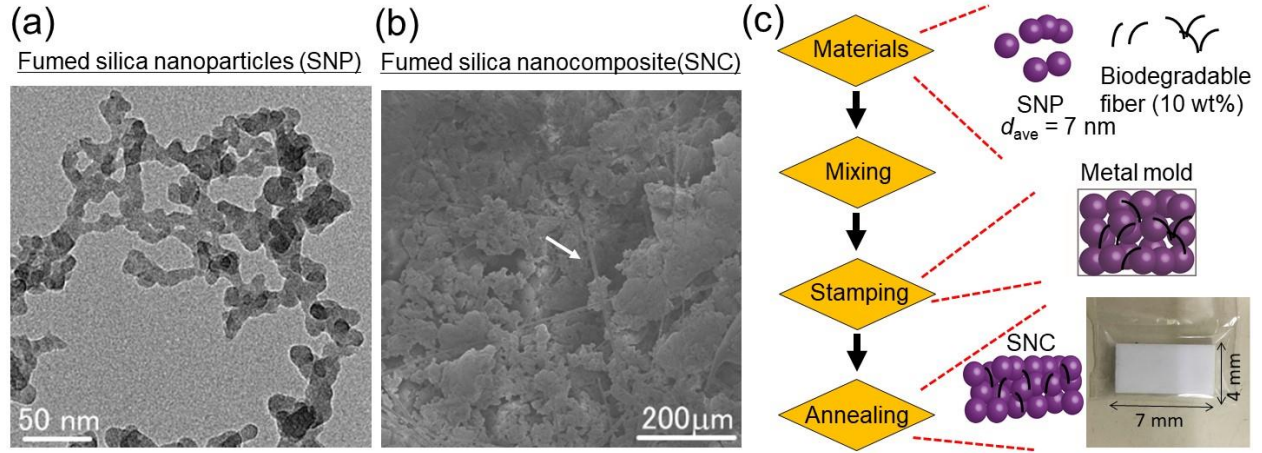 (a)
Fumed silica nanoparticles (SNP)
50 nm
(b)
Fumed silica nanocomposite(SNC)
200μm
(c)
Materials
Mixing
Stamping
Annealing
SNP
dave = 7 nm
Biodegradable
fiber (10 wt%)
Metal mold
SNC
4 mm
7 mm